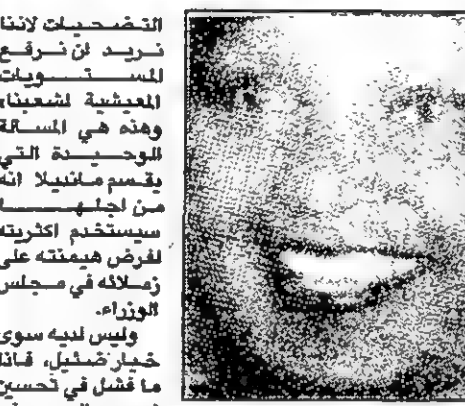 التضحيات لاننا
نريد ان نرفع
المستويات
المعيشية لشعبنا»
وهذه هي المسالة
الوحيدة التي
يقسم مانديلا انه
من اجلها
سيستخدم اكثريته
لفرض هيمنته على
زملائه في مجلس
الوزراء.
وليس لديه سوى
خيار ضئيل، فاذا
ما فشل في تحسين